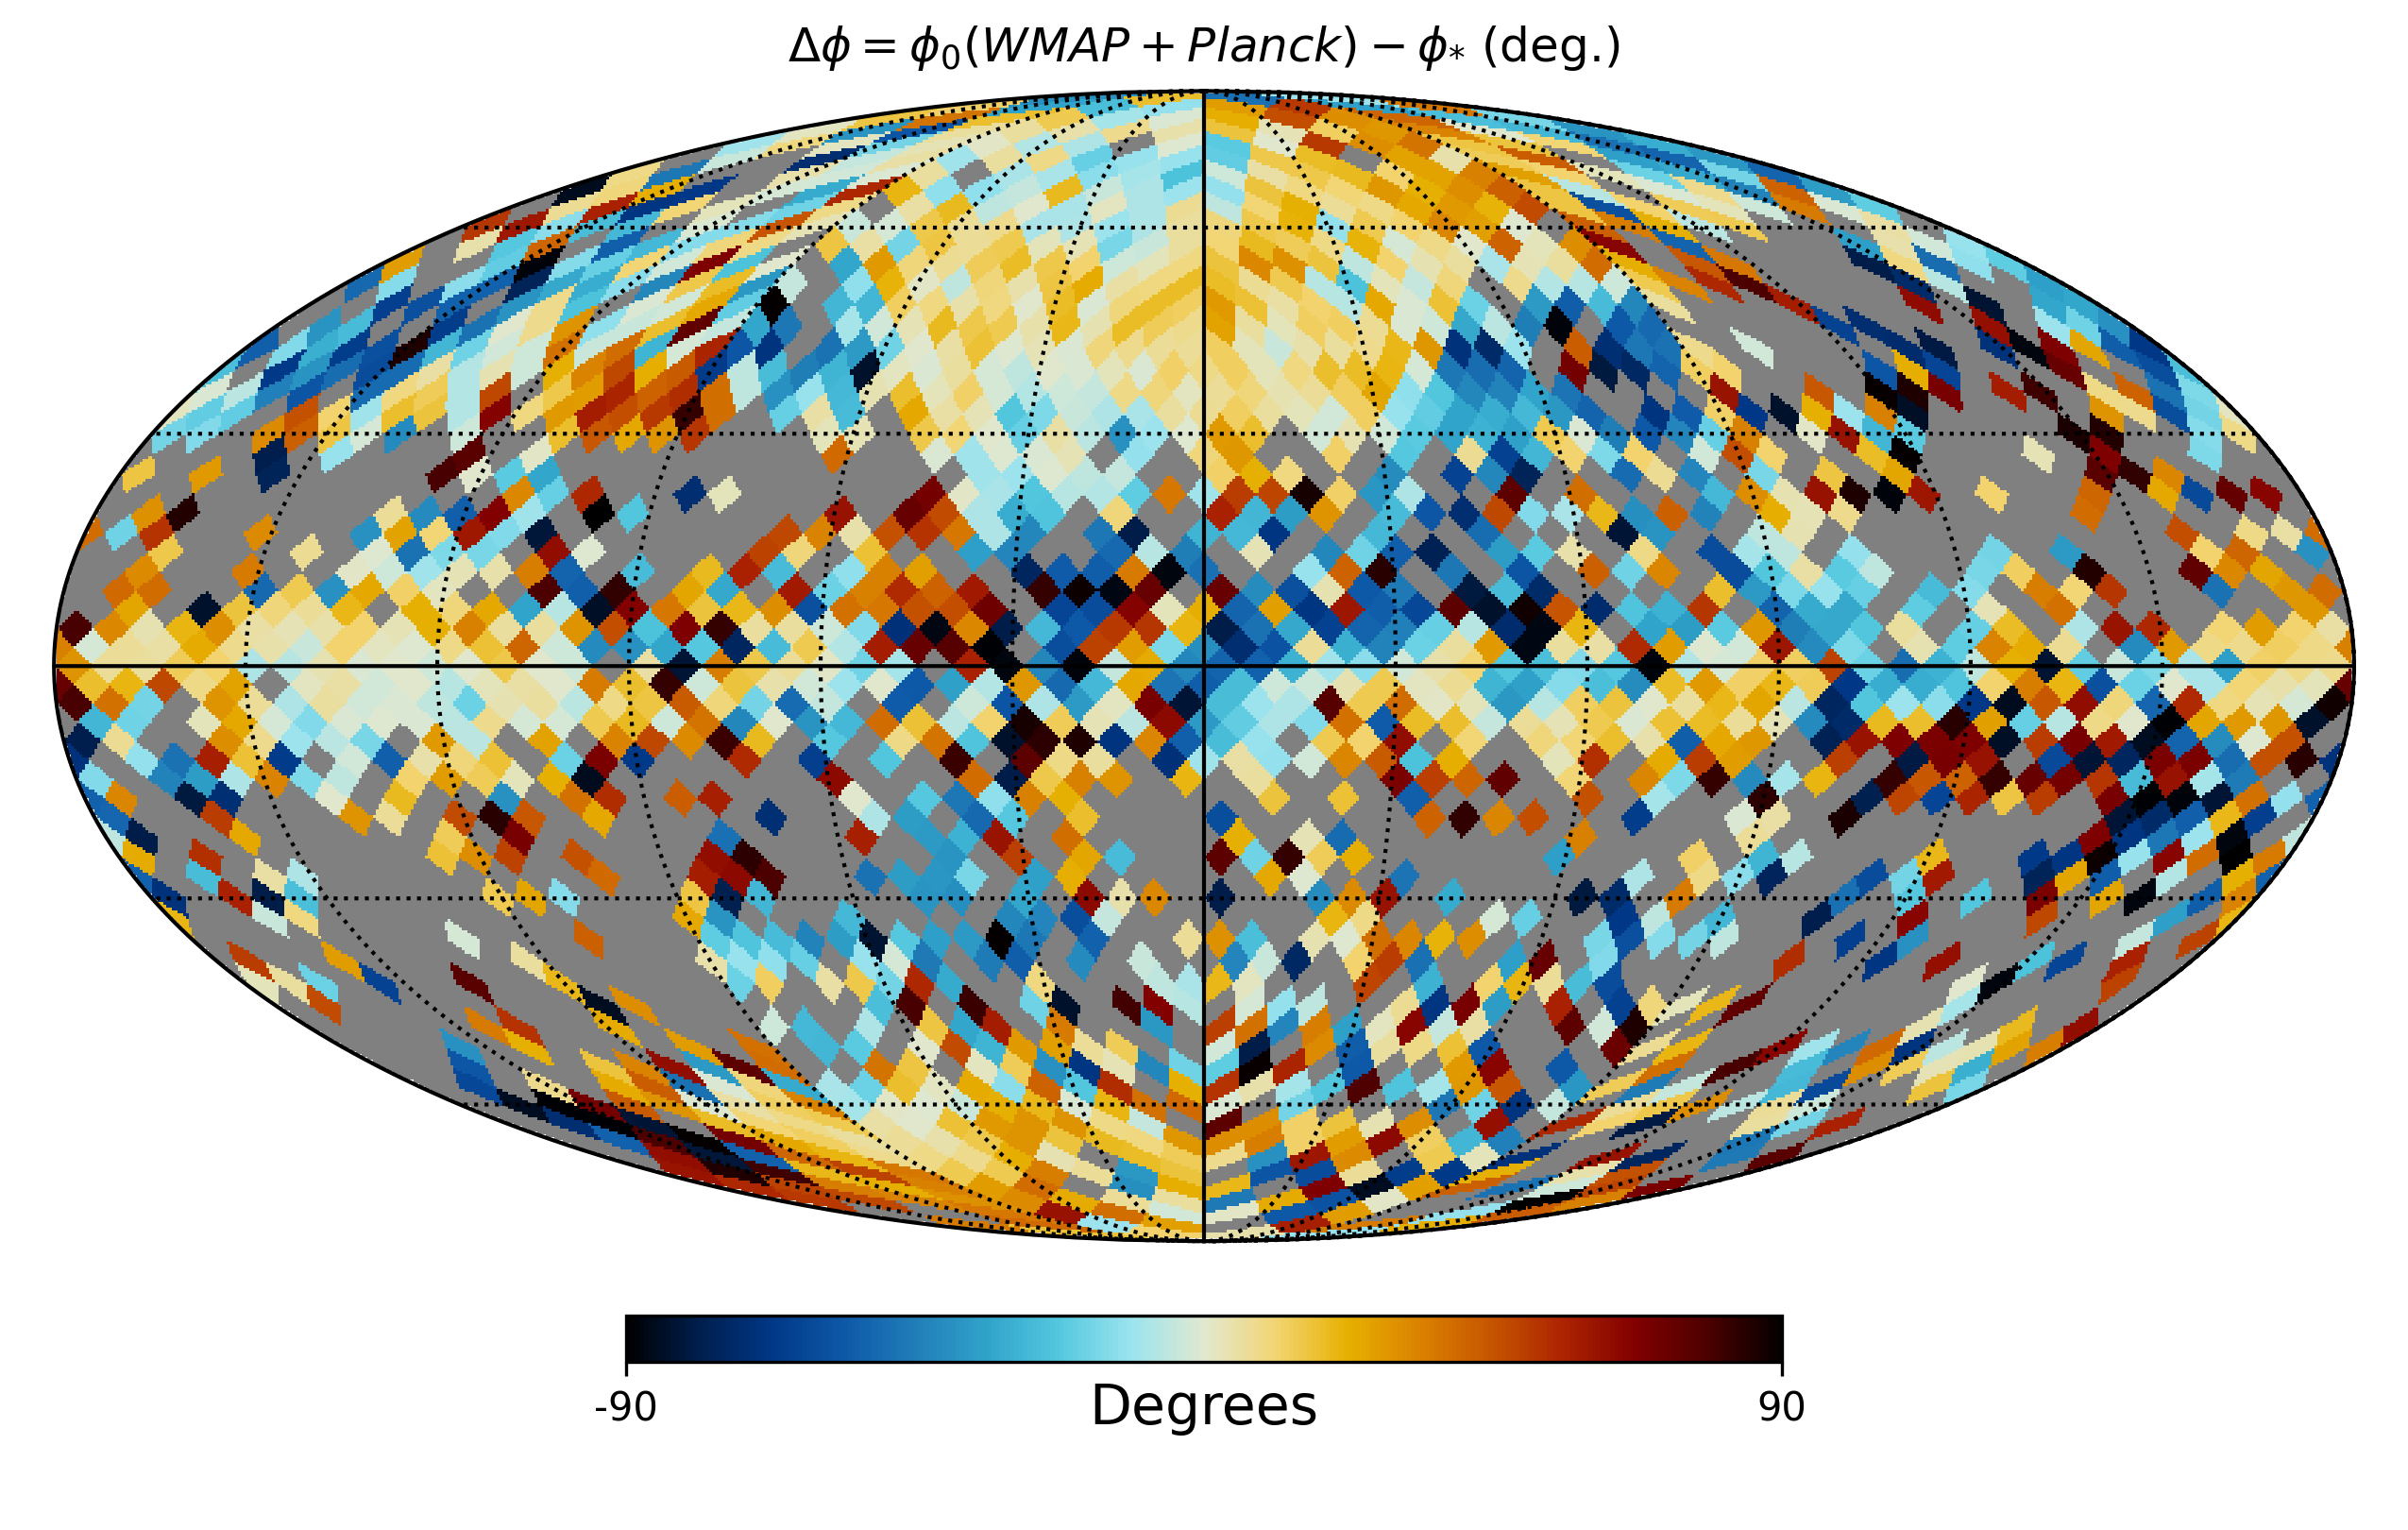 Δϕ = ϕ₀(WMAP + Planck) − ϕ* (deg.)
-90 90
Degrees